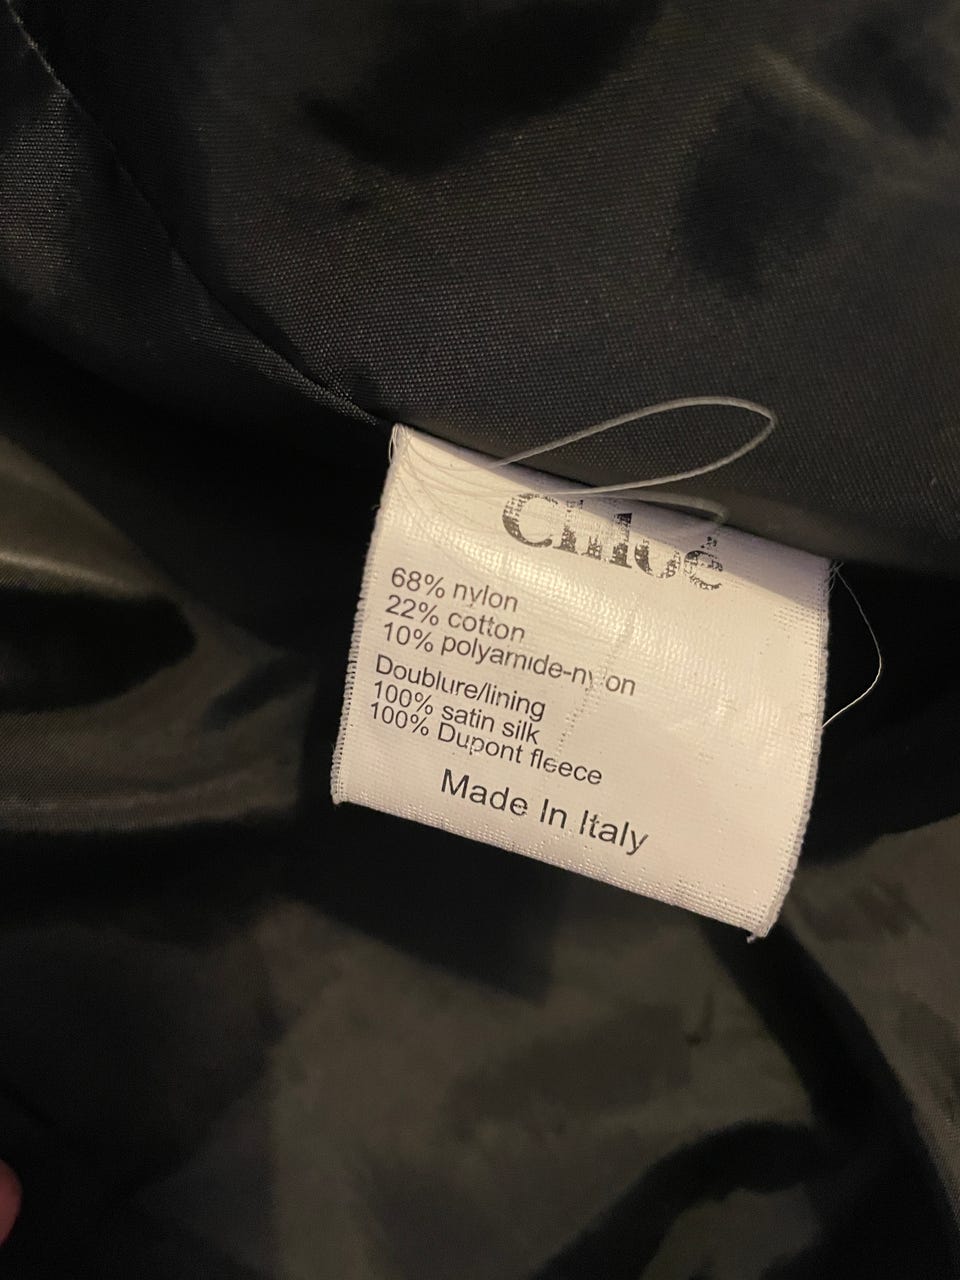 Chloé
68% nylon
22% cotton
10% polyamide-nylon
Doublure/lining
100% satin silk
100% Dupont fleece
Made In Italy